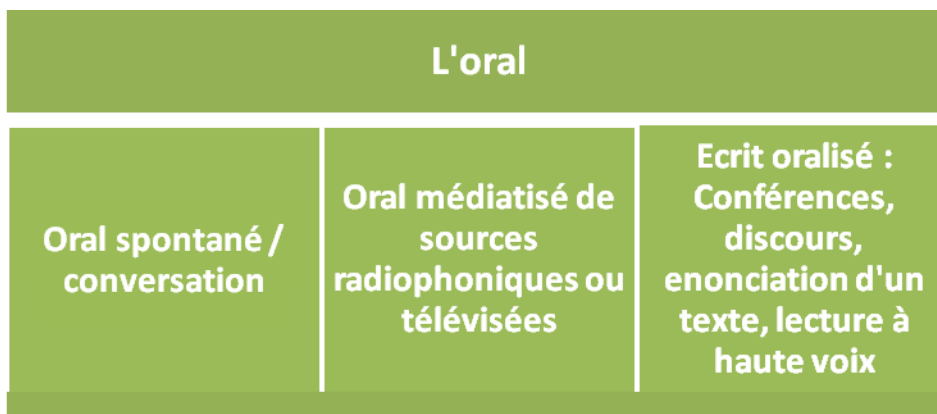 L'oral
Oral spontané /
conversation
Oral médiatisé de
sources
radiophoniques ou
télévisées
Ecrit oralisé :
Conférences,
discours,
enonciation d'un
texte, lecture à
haute voix